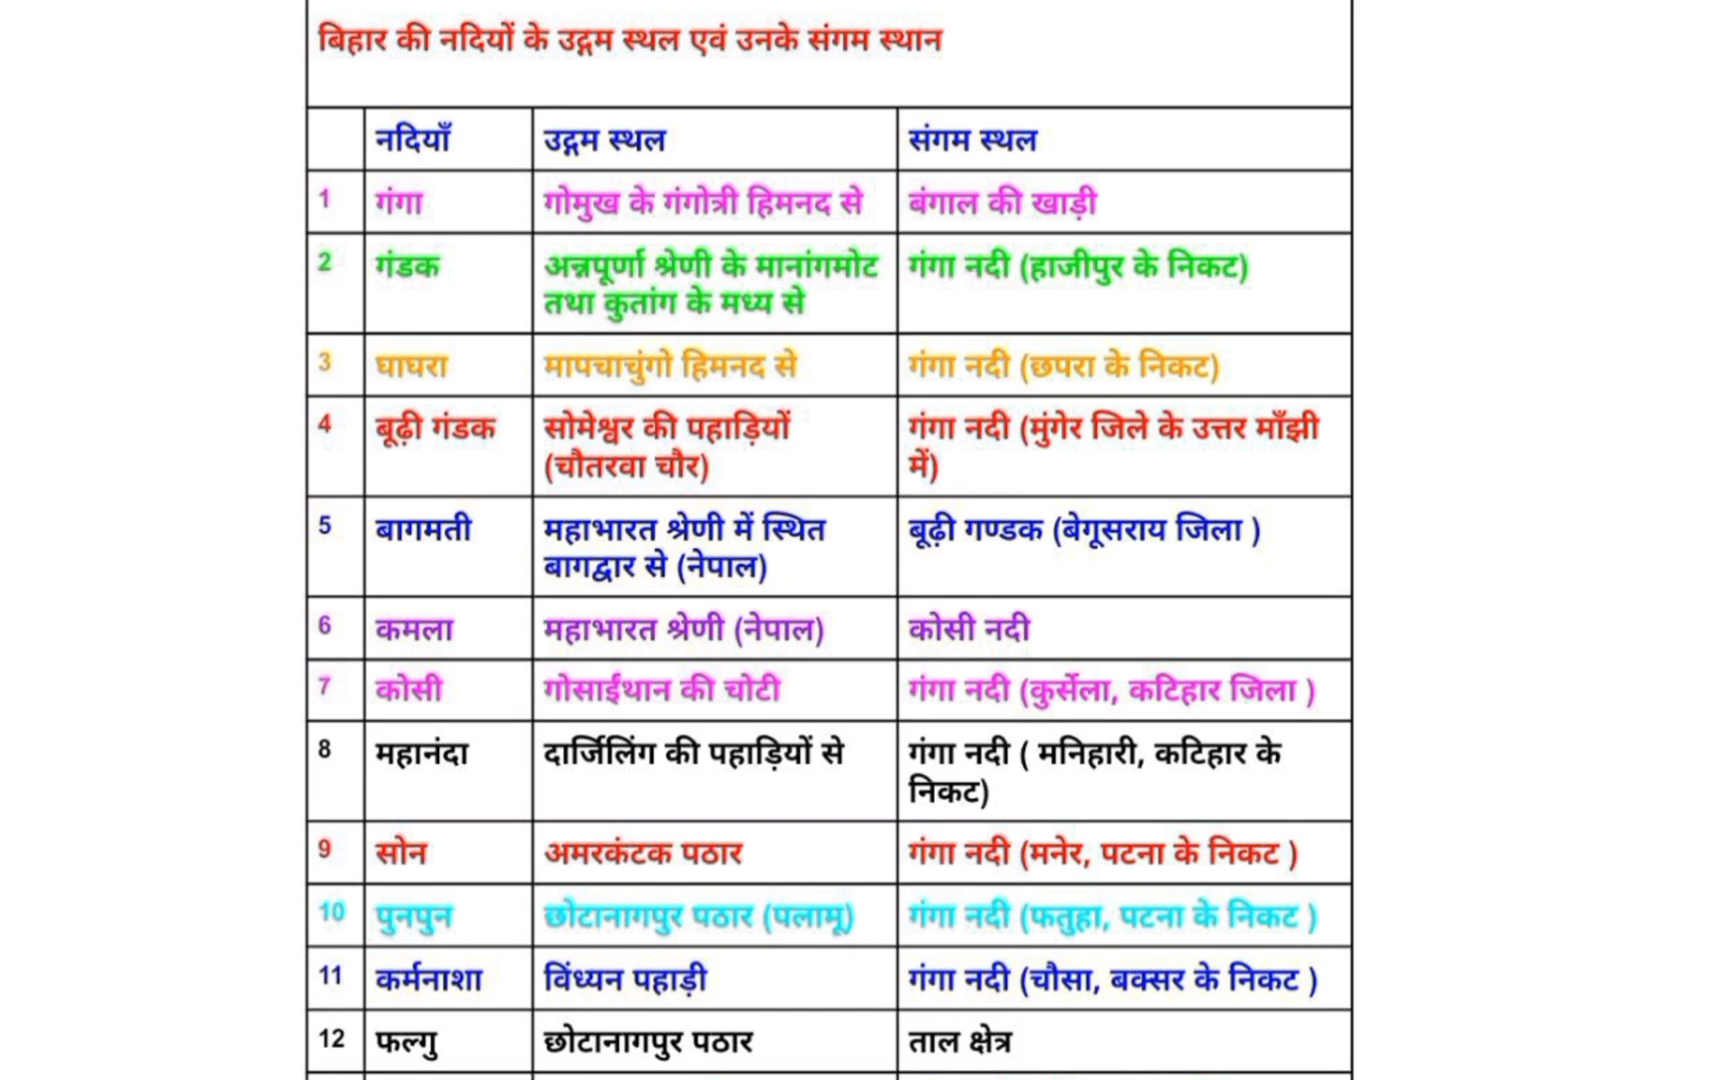 बिहार की नदियों के उद्गम स्थल एवं उनके संगम स्थान
नदियाँ उद्गम स्थल संगम स्थल
1 गंगा गोमुख के गंगोत्री हिमनद से बंगाल की खाड़ी
2 गंडक अन्नपूर्णा श्रेणी के मानांगमोट गंगा नदी (हाजीपुर के निकट)
तथा कुतांग के मध्य से
3 घाघरा मापचाचुंगो हिमनद से गंगा नदी (छपरा के निकट)
4 बूढ़ी गंडक सोमेश्वर की पहाड़ियों गंगा नदी (मुंगेर जिले के उत्तर माँझी
(चौतरवा चौर) में)
5 बागमती महाभारत श्रेणी में स्थित बूढ़ी गण्डक (बेगूसराय जिला )
बागद्वार से (नेपाल)
6 कमला महाभारत श्रेणी (नेपाल) कोसी नदी
7 कोसी गोसाईंथान की चोटी गंगा नदी (कुर्सेला, कटिहार जिला )
8 महानंदा दार्जिलिंग की पहाड़ियों से गंगा नदी ( मनिहारी, कटिहार के
निकट)
9 सोन अमरकंटक पठार गंगा नदी (मनेर, पटना के निकट )
10 पुनपुन छोटानागपुर पठार (पलामू) गंगा नदी (फतुहा, पटना के निकट )
11 कर्मनाशा विंध्यन पहाड़ी गंगा नदी (चौसा, बक्सर के निकट )
12 फल्गु छोटानागपुर पठार ताल क्षेत्र